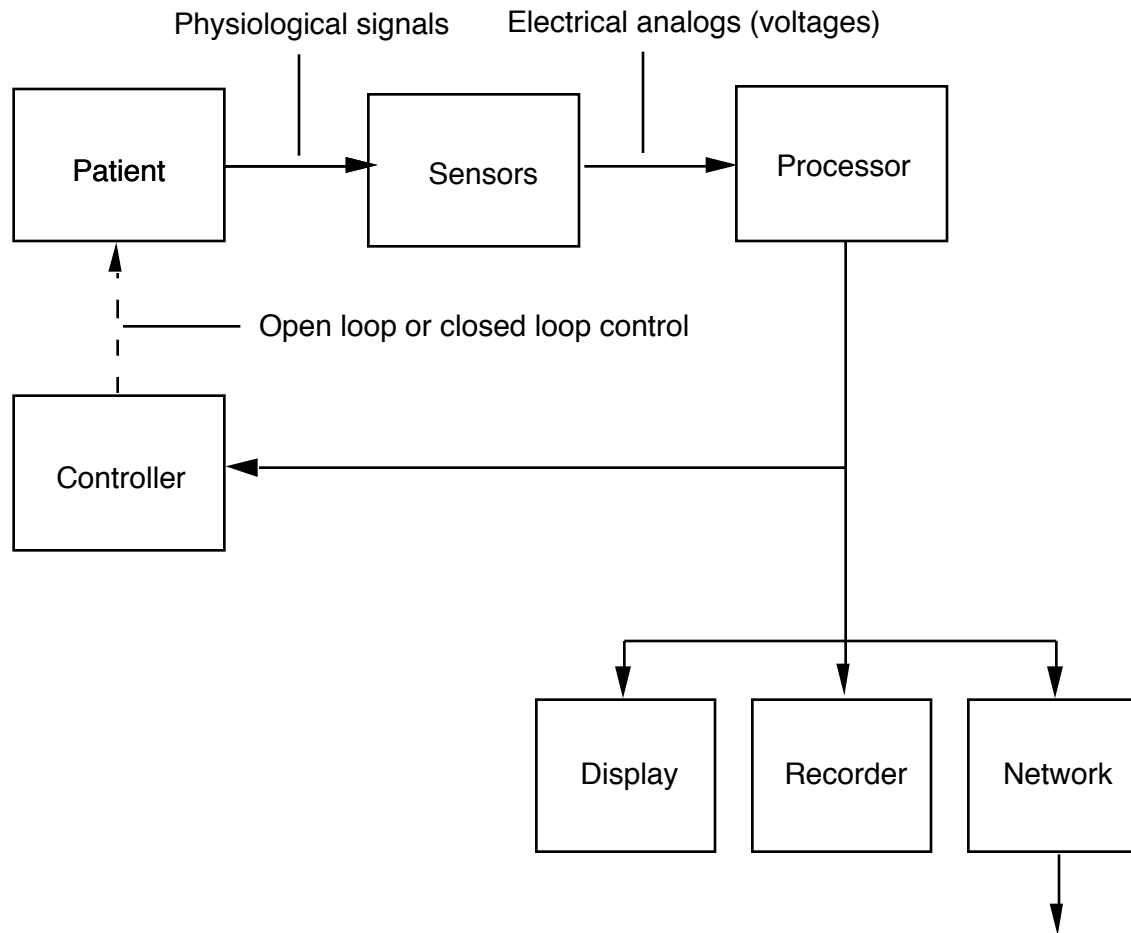 Physiological signals
Electrical analogs (voltages)
Patient
Sensors
Processor
Open loop or closed loop control
Controller
Display
Recorder
Network